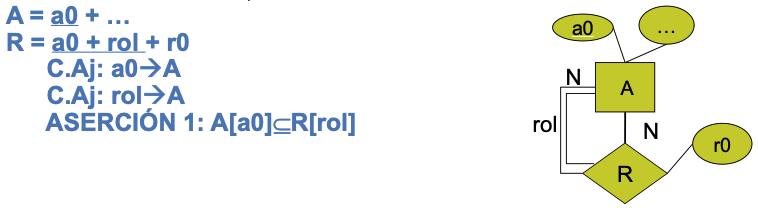 A = a0 + ...
R = a0 + rol + r0
C.Aj: a0→A
C.Aj: rol→A
ASERCIÓN 1: A[a0]⊆R[rol]
a0
...
N
A
rol
N
r0
R